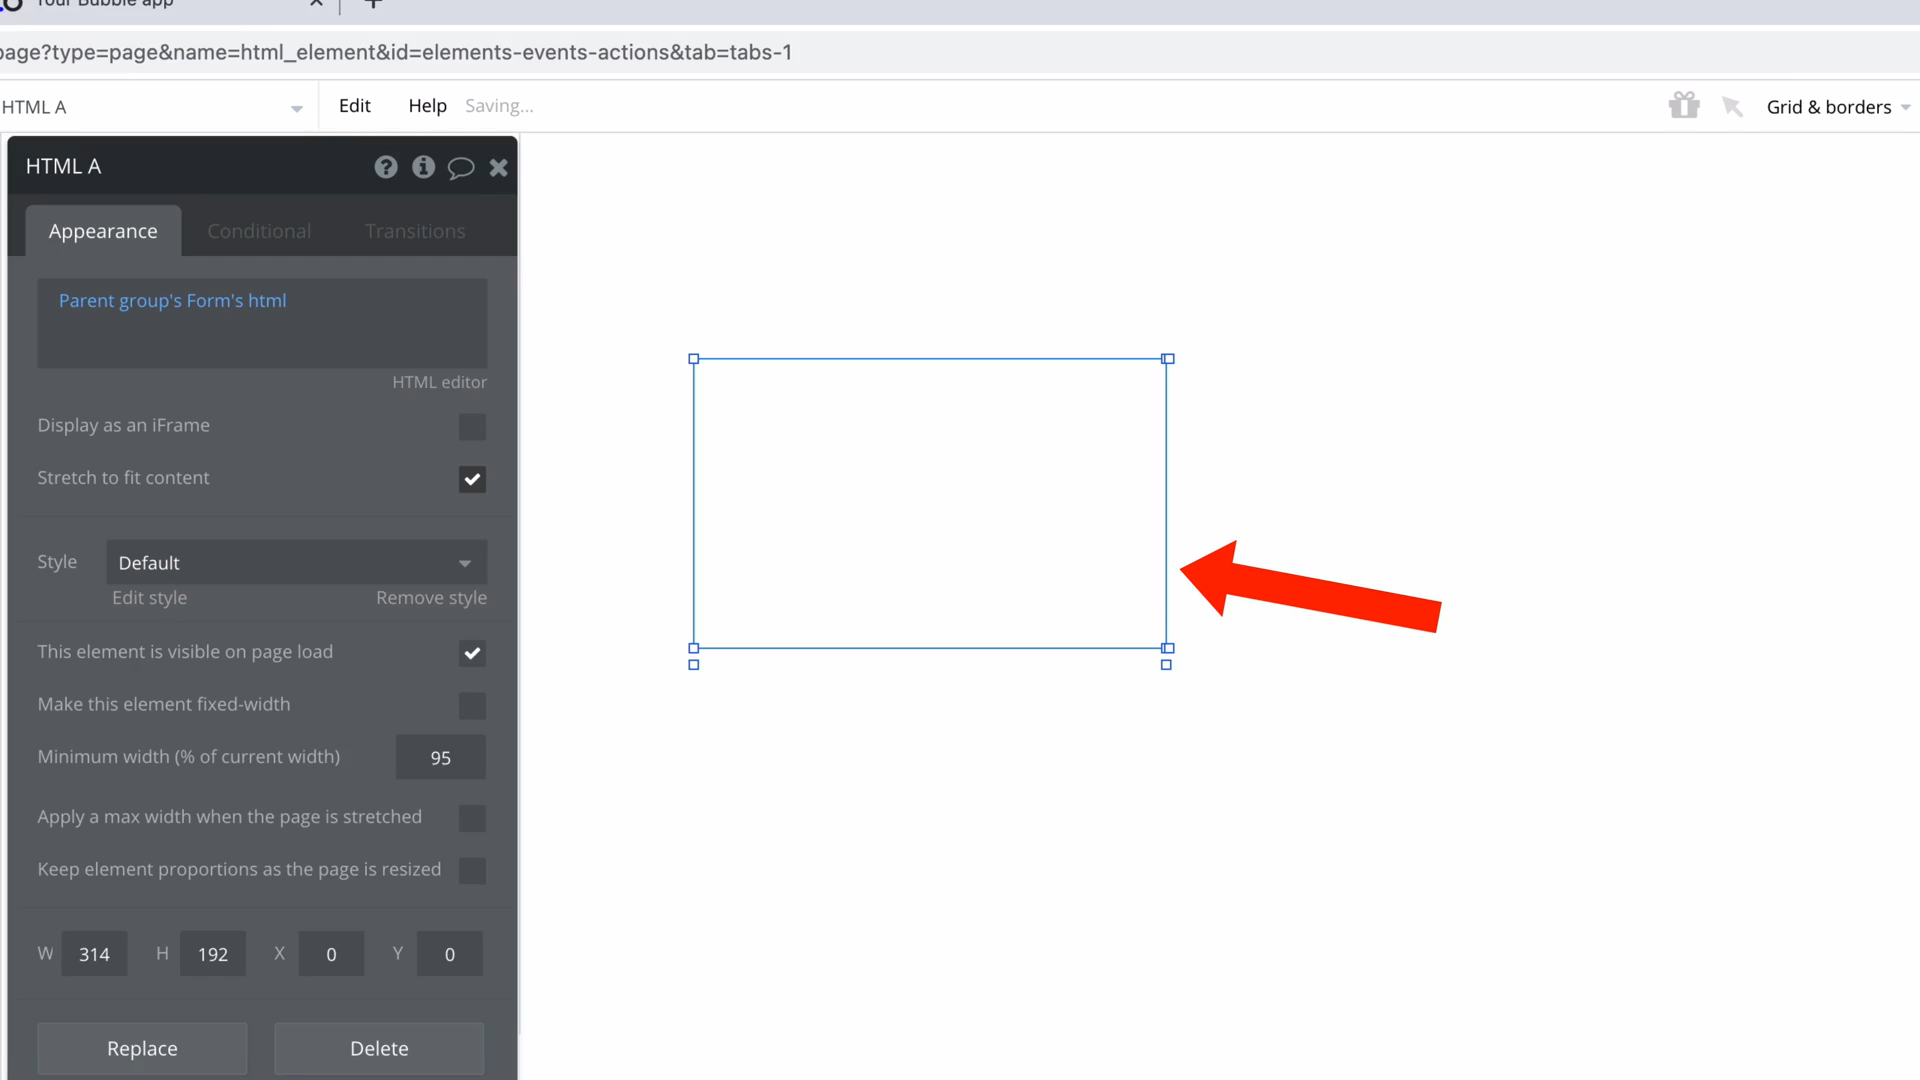 Your Bubble app
page?type=page&name=html_element&id=elements-events-actions&tab=tabs-1
HTML A
Edit
Help
Saving...
Grid & borders
HTML A
Appearance
Conditional
Transitions
Parent group's Form's html
HTML editor
Display as an iFrame
Stretch to fit content
Style
Default
Edit style
Remove style
This element is visible on page load
Make this element fixed-width
Minimum width (% of current width)
95
Apply a max width when the page is stretched
Keep element proportions as the page is resized
W
314
H
192
X
0
Y
0
Replace
Delete